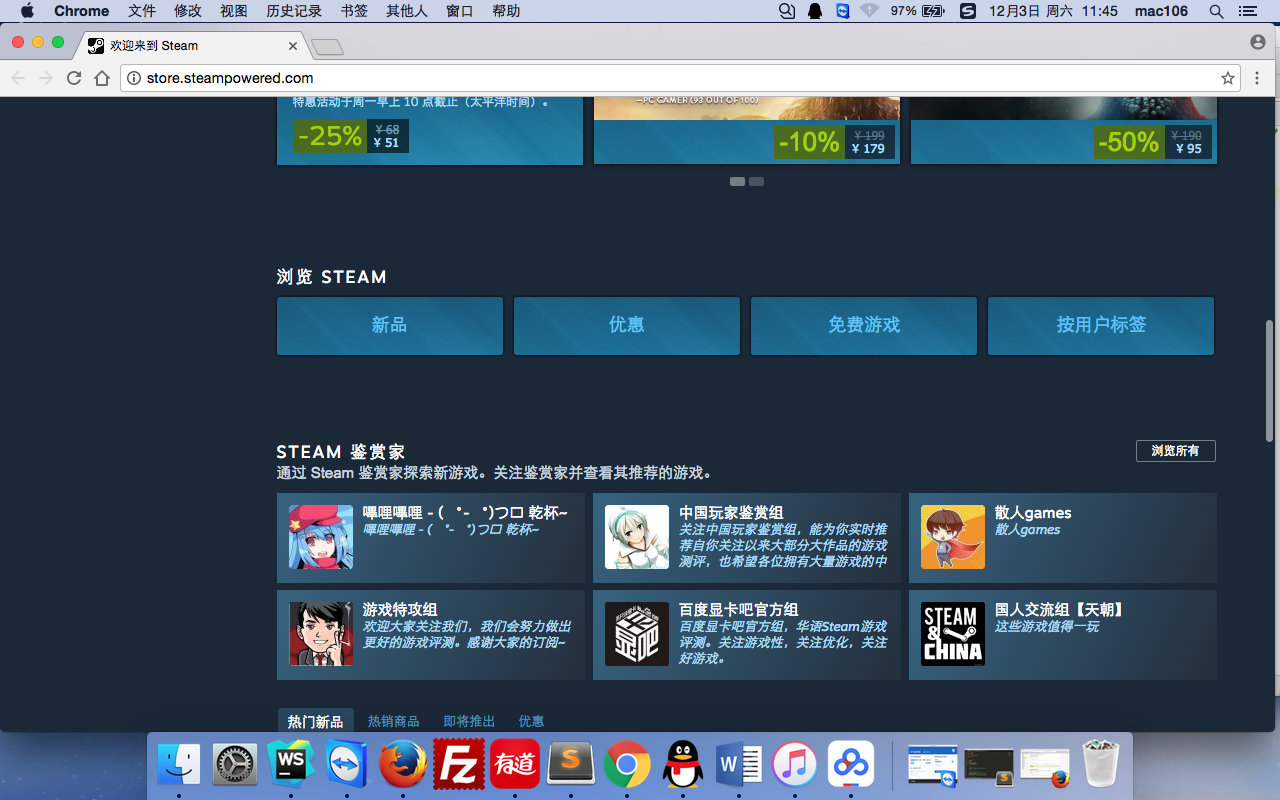 Chrome 文件 修改 视图 历史记录 书签 其他人 窗口 帮助 97% 12月3日 周六 11:45 mac106
欢迎来到 Steam
store.steampowered.com
特惠活动于周一早上 10 点截止（太平洋时间）。
—PC GAMER (93 OUT OF 100)
-25% ¥ 68 ¥ 51
-10% ¥ 199 ¥ 179
-50% ¥ 190 ¥ 95
浏览 STEAM
新品 优惠 免费游戏 按用户标签
STEAM 鉴赏家
浏览所有
通过 Steam 鉴赏家探索新游戏。关注鉴赏家并查看其推荐的游戏。
嗶哩嗶哩 - ( ゜- ゜)つロ 乾杯~
嗶哩嗶哩 - ( ゜- ゜)つロ 乾杯~
中国玩家鉴赏组
关注中国玩家鉴赏组，能为你实时推
荐自你关注以来大部分大作品的游戏
测评，也希望各位拥有大量游戏的中
散人games
散人games
游戏特攻组
欢迎大家关注我们，我们会努力做出
更好的游戏评测。感谢大家的订阅~
百度显卡吧官方组
百度显卡吧官方组，华语Steam游戏
评测。关注游戏性，关注优化，关注
好游戏。
STEAM
&
CHINA
国人交流组【天朝】
这些游戏值得一玩
热门新品 热销商品 即将推出 优惠
WS
FZ
有道
S
W